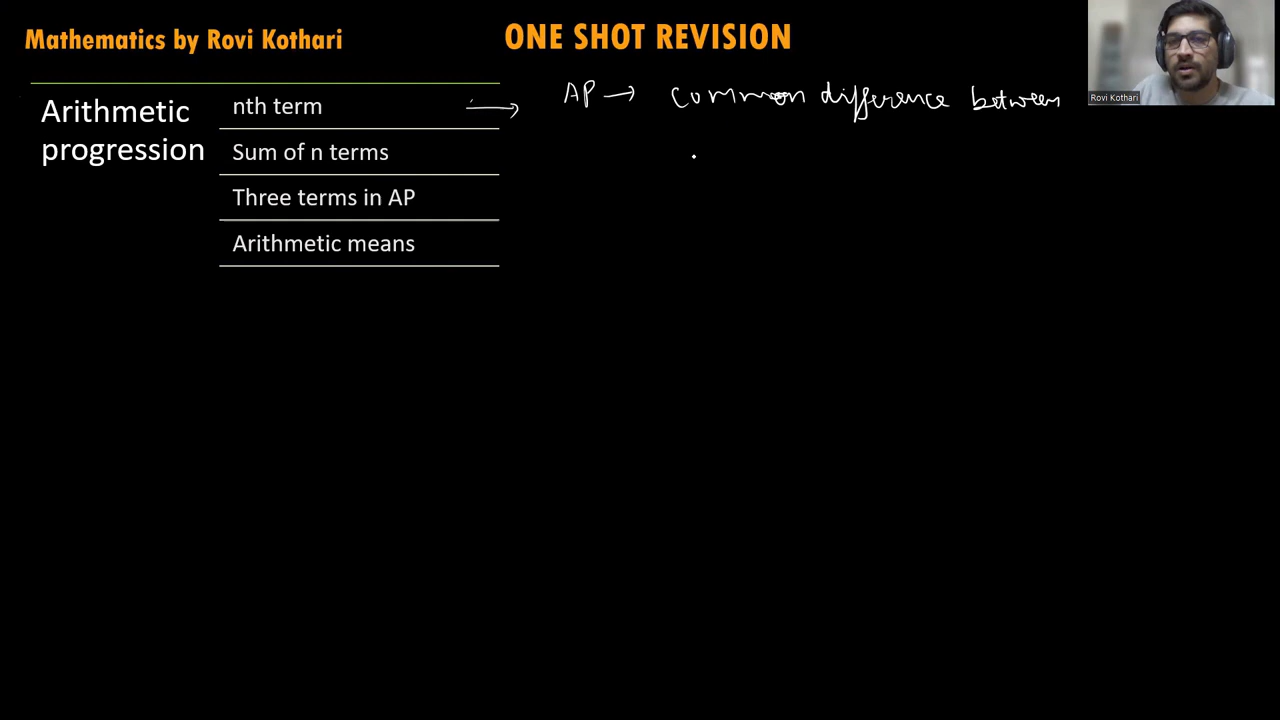 Mathematics by Rovi Kothari
ONE SHOT REVISION
Arithmetic progression
nth term
Sum of n terms
Three terms in AP
Arithmetic means
AP → common difference between
Rovi Kothari